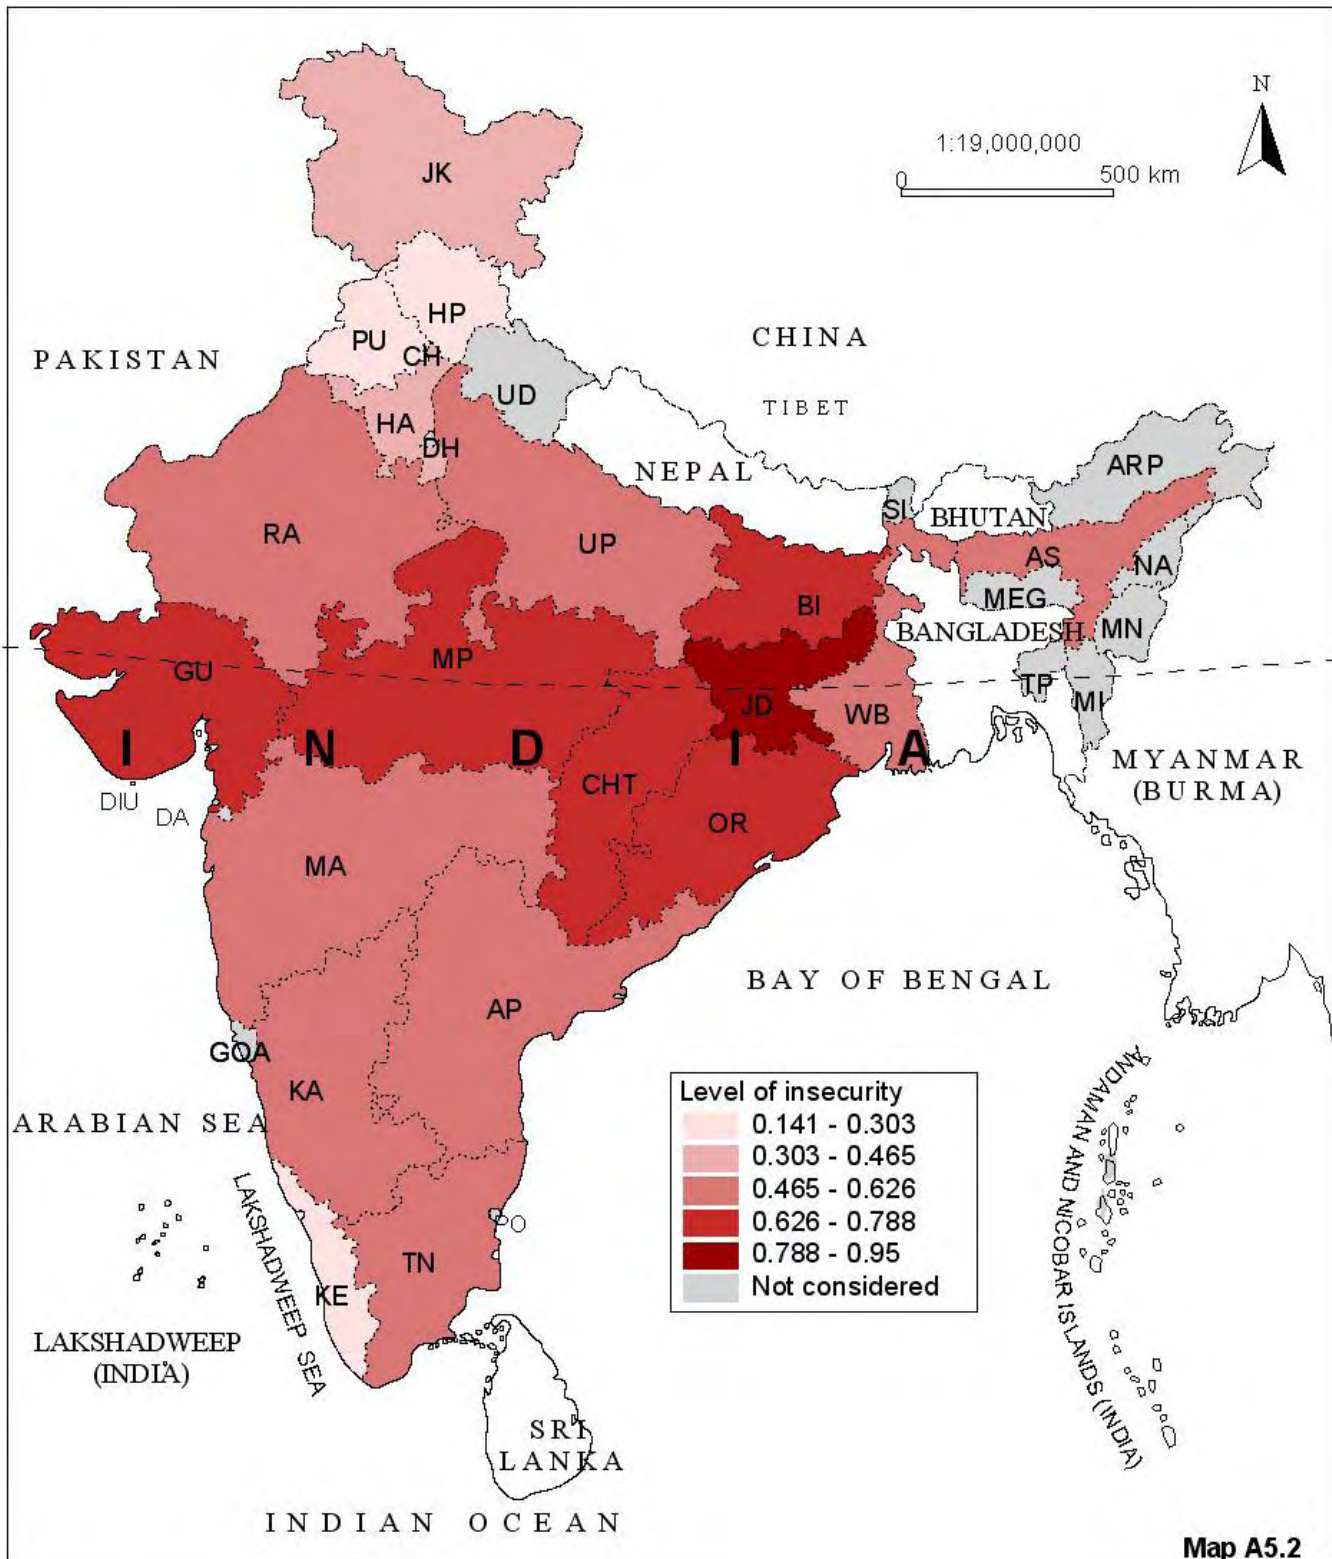 N
1:19,000,000
0 500 km
JK
HP
PU
CH
CHINA
PAKISTAN
UD
TIBET
HA
DH
NEPAL
ARP
SI
BHUTAN
RA
UP
AS
NA
MEG
BI
BANGLADESH
MN
MP
GU
TP
MI
JD
WB
I N D I A
MYANMAR
(BURMA)
CHT
DIU
DA
OR
MA
BAY OF BENGAL
AP
GOA
KA
ARABIAN SEA
Level of insecurity
0.141 - 0.303
0.303 - 0.465
0.465 - 0.626
0.626 - 0.788
0.788 - 0.95
Not considered
ANDAMAN AND NICOBAR ISLANDS (INDIA)
LAKSHADWEEP SEA
PO
TN
KE
LAKSHADWEEP
(INDIA)
SRI
LANKA
INDIAN OCEAN
Map A5.2